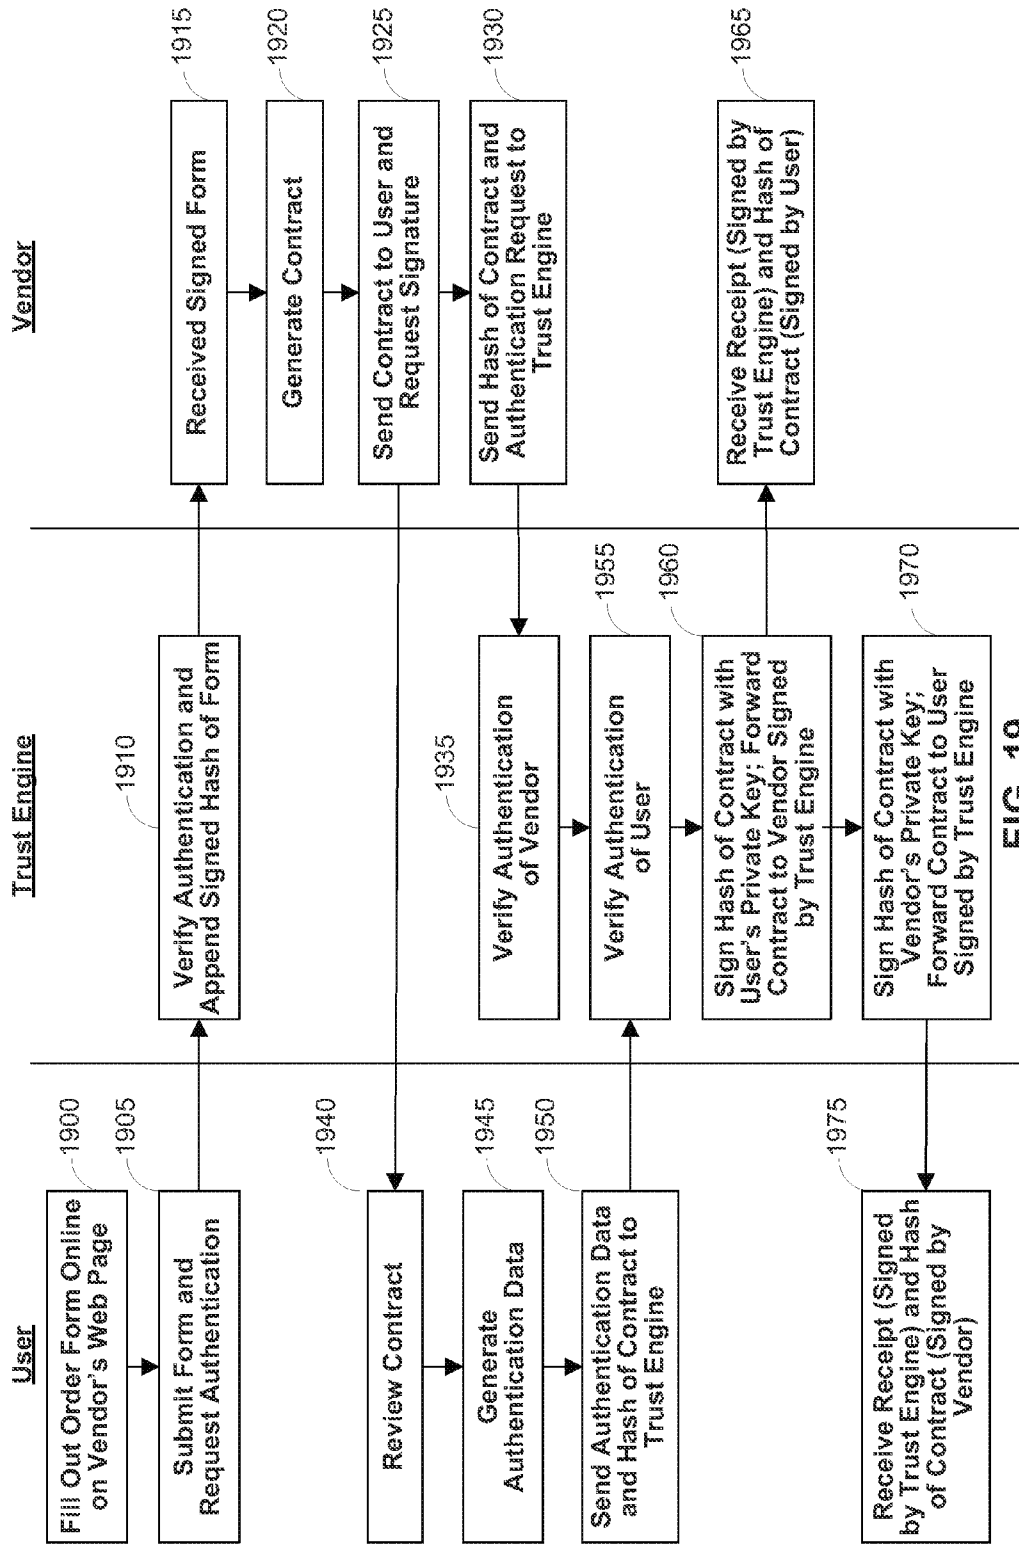 User
Fill Out Order Form Online
on Vendor's Web Page
1900
Submit Form and
Request Authentication
1905
Review Contract
1940
Generate
Authentication Data
1945
Send Authentication Data
and Hash of Contract to
Trust Engine
1950
Receive Receipt (Signed
by Trust Engine) and Hash
of Contract (Signed by
Vendor)
1975
Trust Engine
Verify Authentication and
Append Signed Hash of Form
1910
Verify Authentication
of Vendor
1935
Verify Authentication
of User
1955
Sign Hash of Contract with
User's Private Key; Forward
Contract to Vendor Signed
by Trust Engine
1960
Sign Hash of Contract with
Vendor's Private Key;
Forward Contract to User
Signed by Trust Engine
1970
Vendor
Received Signed Form
1915
Generate Contract
1920
Send Contract to User and
Request Signature
1925
Send Hash of Contract and
Authentication Request to
Trust Engine
1930
Receive Receipt (Signed by
Trust Engine) and Hash of
Contract (Signed by User)
1965
FIG. 19